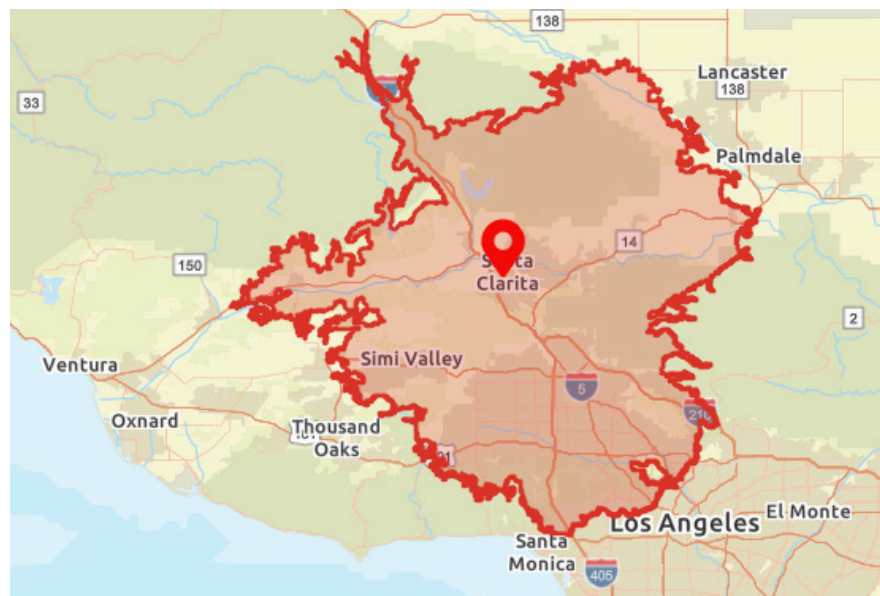 138
Lancaster
138
33
Palmdale
14
150
Santa
Clarita
2
Simi Valley
Ventura
5
210
Oxnard
Thousand
Oaks
101
El Monte
Los Angeles
Santa
Monica
405